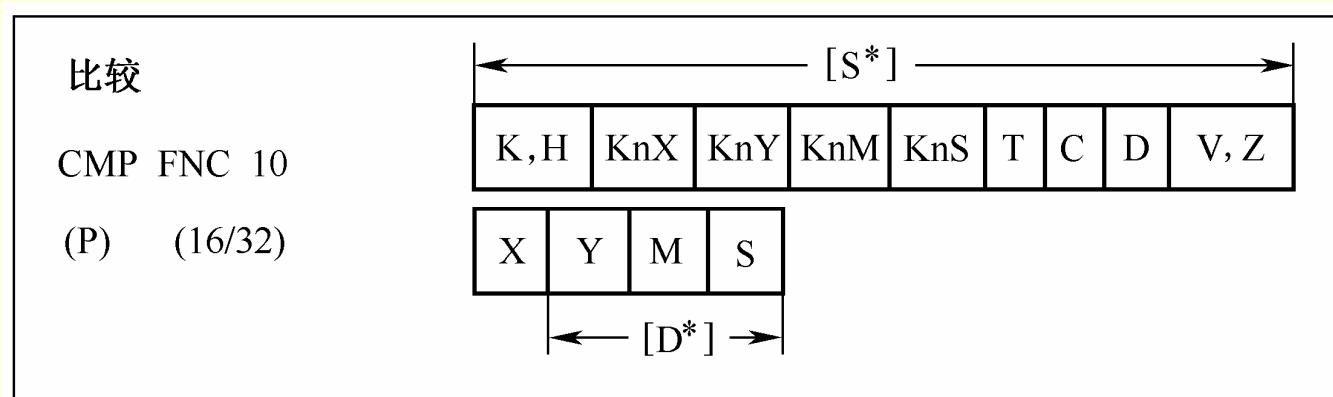 比较
[S*]
K,H KnX KnY KnM KnS T C D V,Z
CMP FNC 10
(P) (16/32)
X Y M S
[D*]